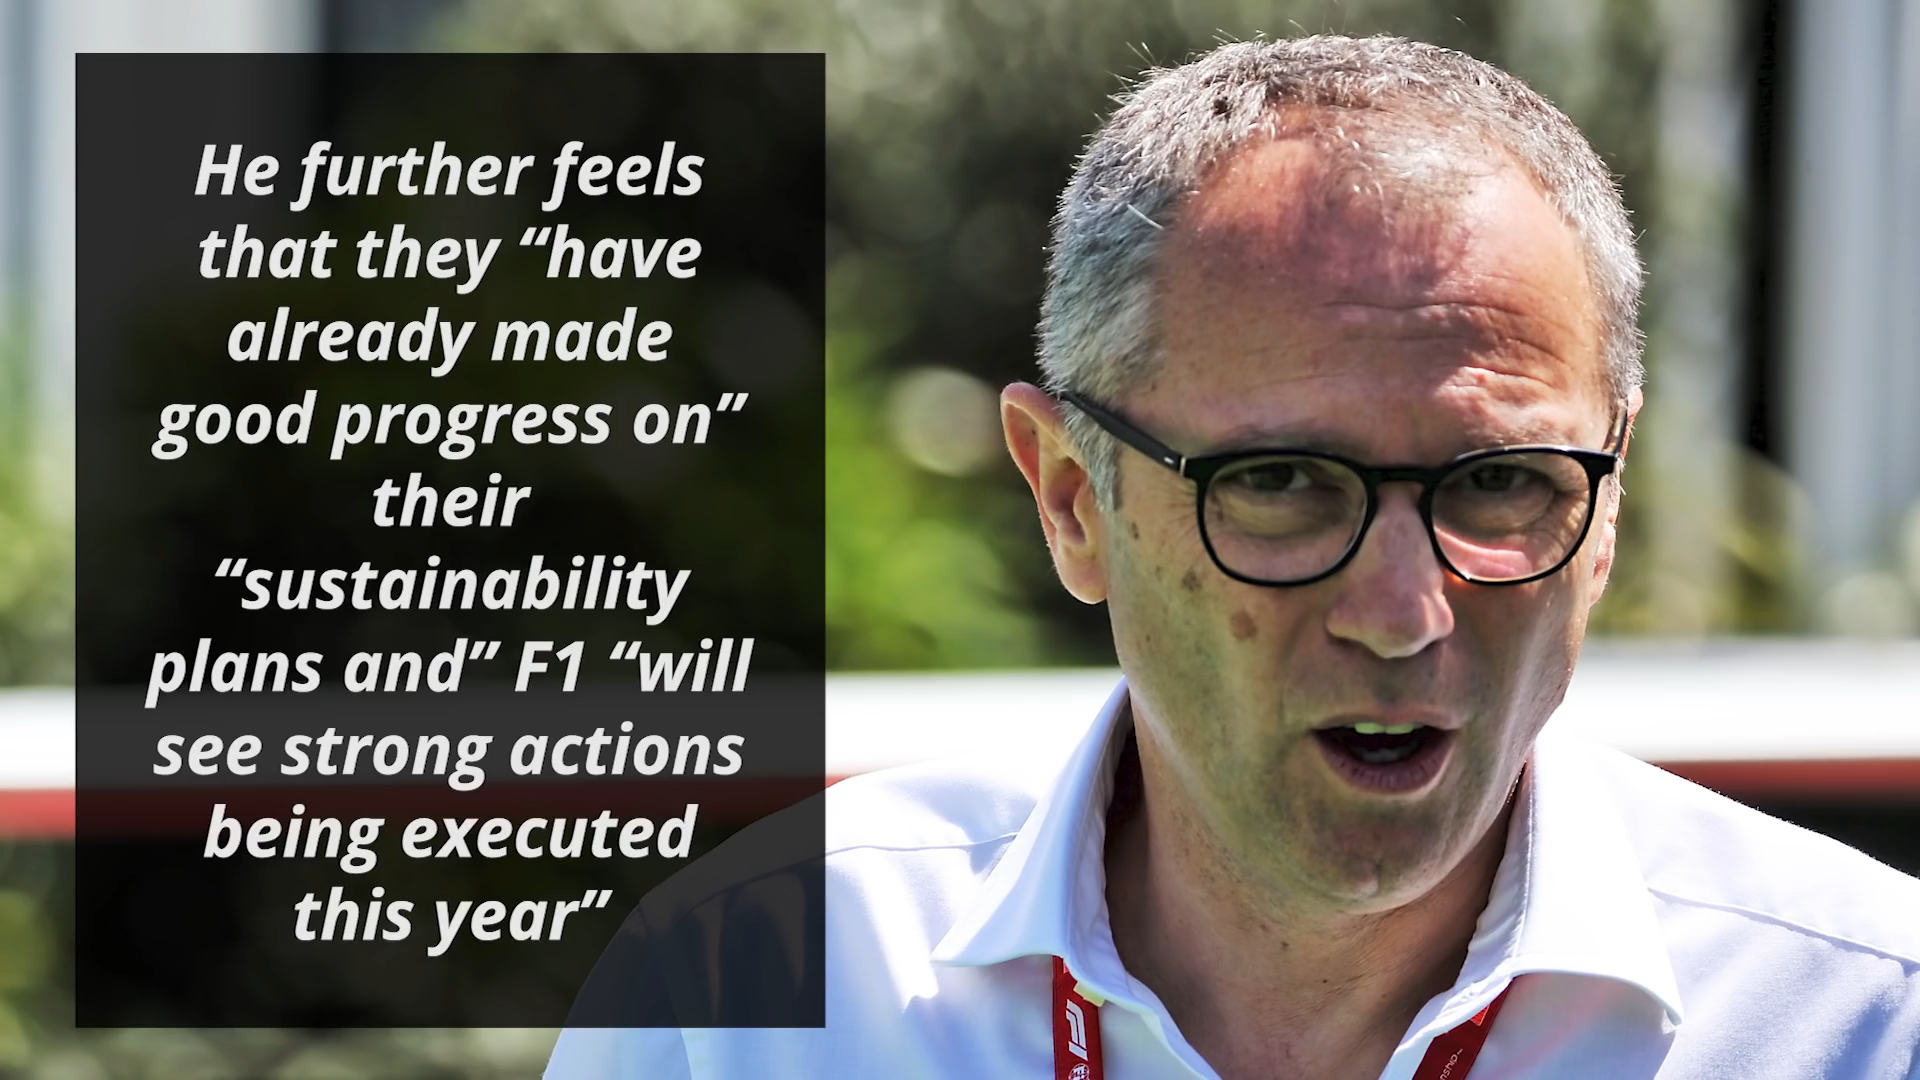 He further feels
that they “have
already made
good progress on”
their
“sustainability
plans and” F1 “will
see strong actions
being executed
this year”
F1